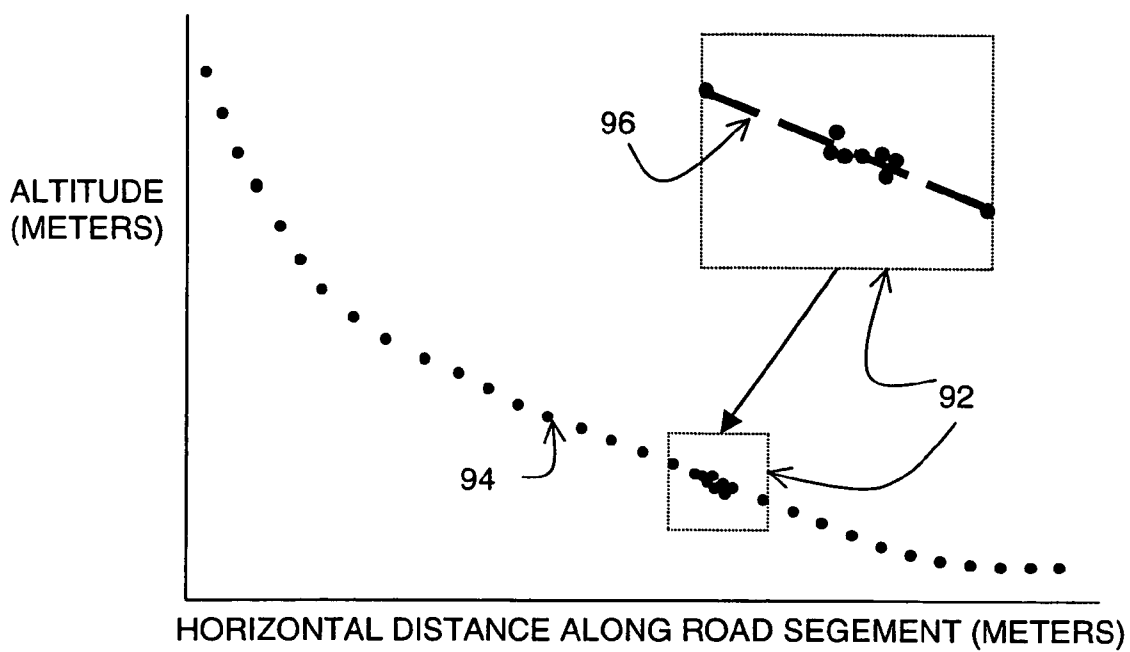 96
ALTITUDE
(METERS)
92
94
HORIZONTAL DISTANCE ALONG ROAD SEGEMENT (METERS)